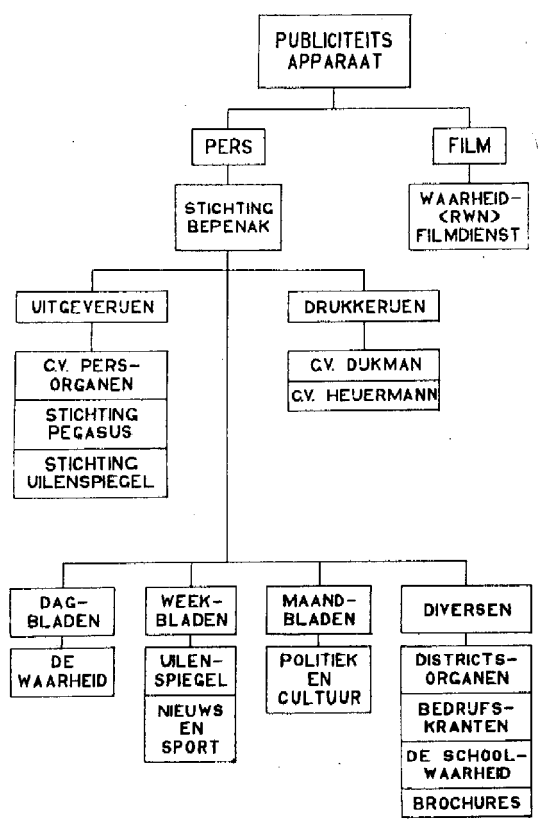 PUBLICITEITS
APPARAAT
PERS
FILM
STICHTING
BEPENAK
WAARHEID-
<RWN>
FILMDIENST
UITGEVERIJEN
DRUKKERIJEN
C.V. PERS-
ORGANEN
STICHTING
PEGASUS
STICHTING
UILENSPIEGEL
C.V. DIJKMAN
C.V. HEIJERMANN
DAG-
BLADEN
DE
WAARHEID
WEEK-
BLADEN
UILEN-
SPIEGEL
NIEUWS
EN
SPORT
MAAND-
BLADEN
POLITIEK
EN
CULTUUR
DIVERSEN
DISTRICTS-
ORGANEN
BEDRIJFS-
KRANTEN
DE SCHOOL-
WAARHEID
BROCHURES